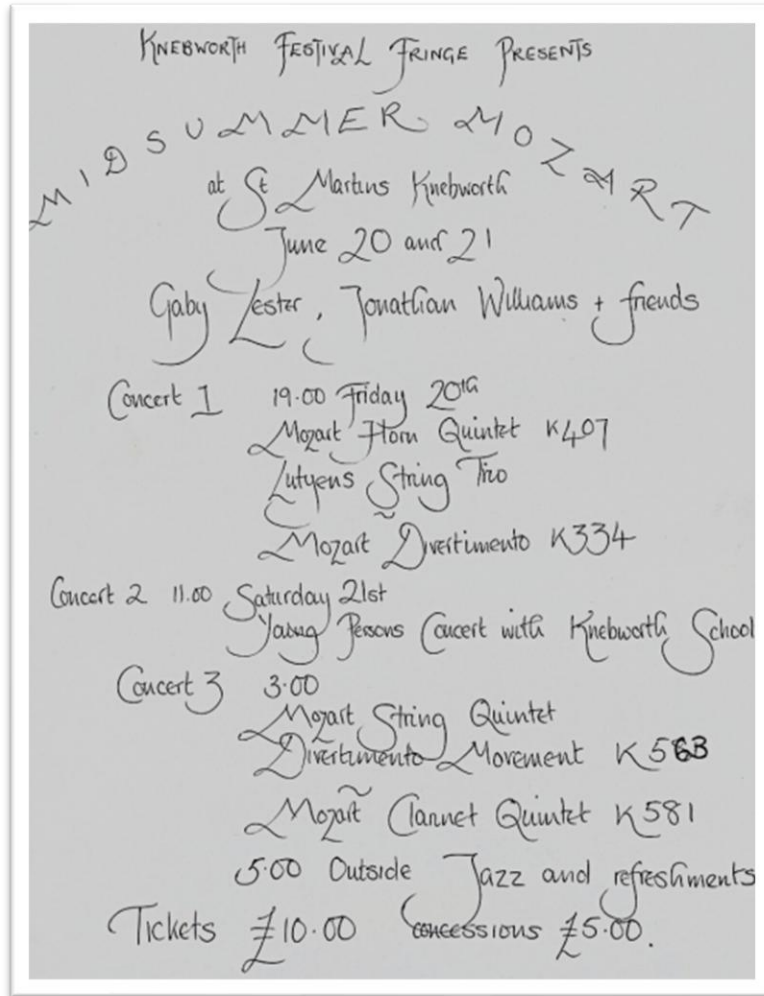 KNEBWORTH FESTIVAL FRINGE PRESENTS
MIDSUMMER MOZART
at St Martins Knebworth
June 20 and 21
Gaby Lester, Jonathan Williams + friends
Concert 1 19.00 Friday 20th
Mozart Horn Quintet K407
Lutyens String Trio
~
Mozart Divertimento K334
Concert 2 11.00 Saturday 21st
Young Persons Concert with Knebworth School
Concert 3 3.00
Mozart String Quintet
Divertimento Movement K563
~
Mozart Clarinet Quintet K581
5.00 Outside Jazz and refreshments
Tickets £10.00 concessions £5.00.